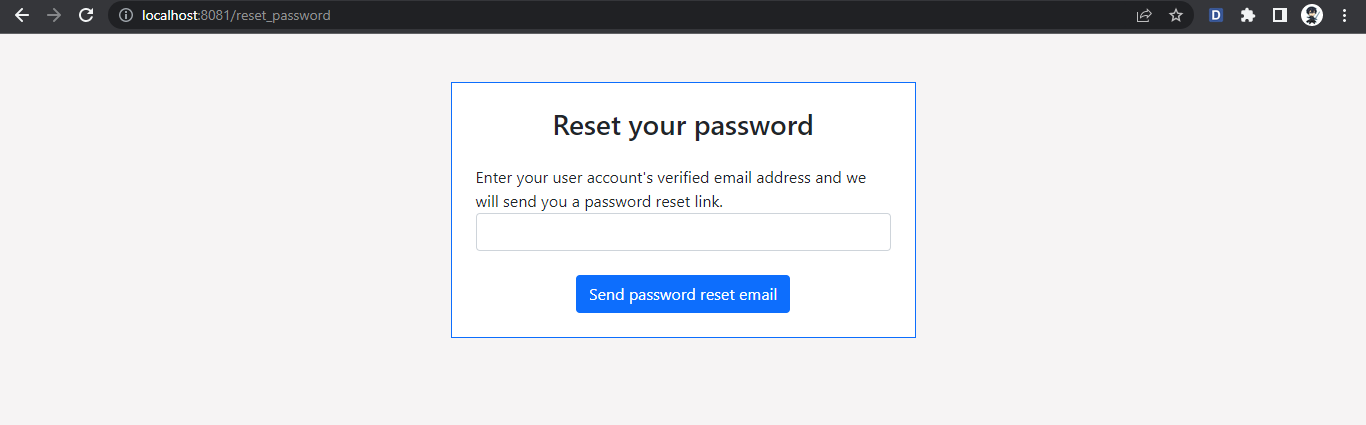 localhost:8081/reset_password
D
Reset your password
Enter your user account's verified email address and we
will send you a password reset link.
Send password reset email